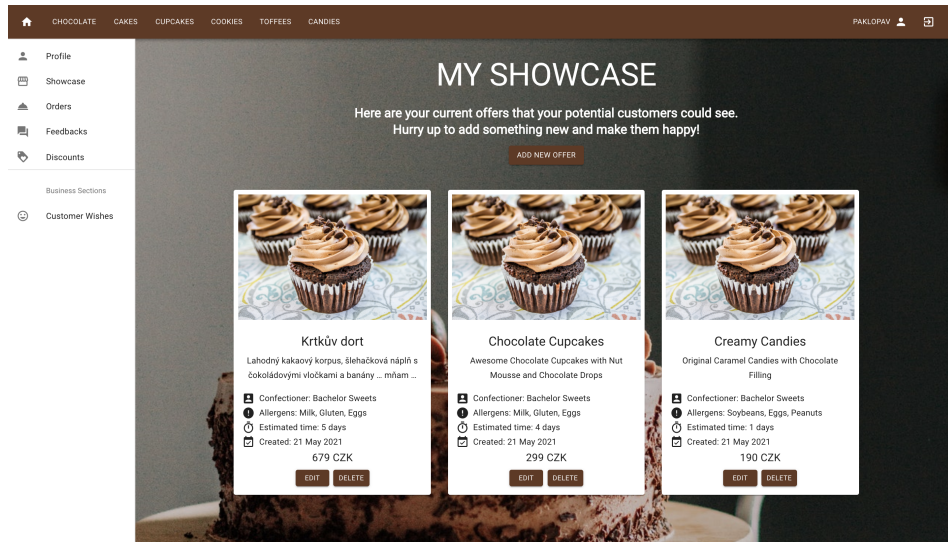 CHOCOLATE CAKES CUPCAKES COOKIES TOFFEES CANDIES PAKLOPAV
Profile
Showcase
Orders
Feedbacks
Discounts
Business Sections
Customer Wishes
MY SHOWCASE
Here are your current offers that your potential customers could see.
Hurry up to add something new and make them happy!
ADD NEW OFFER
Krtkův dort
Lahodný kakaový korpus, šlehačková náplň s
čokoládovými vločkami a banány ... mňam ...
Confectioner: Bachelor Sweets
Allergens: Milk, Gluten, Eggs
Estimated time: 5 days
Created: 21 May 2021
679 CZK
EDIT DELETE
Chocolate Cupcakes
Awesome Chocolate Cupcakes with Nut
Mousse and Chocolate Drops
Confectioner: Bachelor Sweets
Allergens: Milk, Gluten, Eggs
Estimated time: 4 days
Created: 21 May 2021
299 CZK
EDIT DELETE
Creamy Candies
Original Caramel Candies with Chocolate
Filling
Confectioner: Bachelor Sweets
Allergens: Soybeans, Eggs, Peanuts
Estimated time: 1 days
Created: 21 May 2021
190 CZK
EDIT DELETE